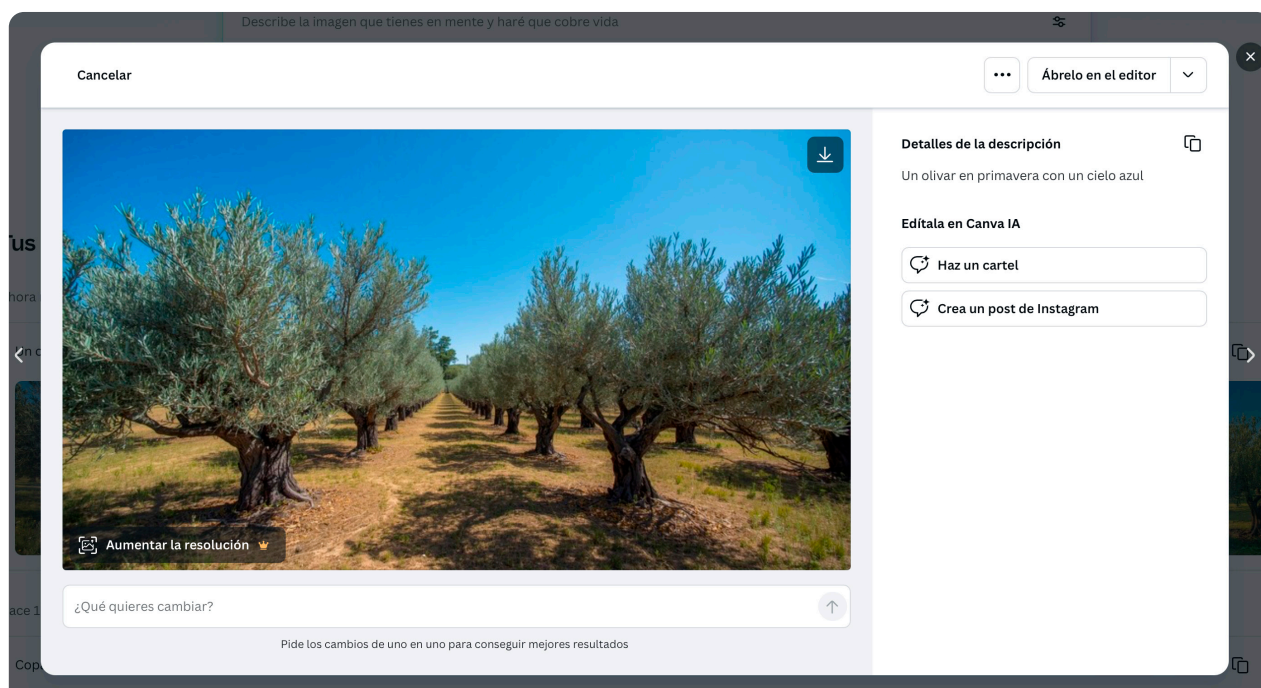 Describe la imagen que tienes en mente y haré que cobre vida
Cancelar
Ábrelo en el editor
Detalles de la descripción
Un olivar en primavera con un cielo azul
Edítala en Canva IA
Haz un cartel
Crea un post de Instagram
Aumentar la resolución
¿Qué quieres cambiar?
Pide los cambios de uno en uno para conseguir mejores resultados